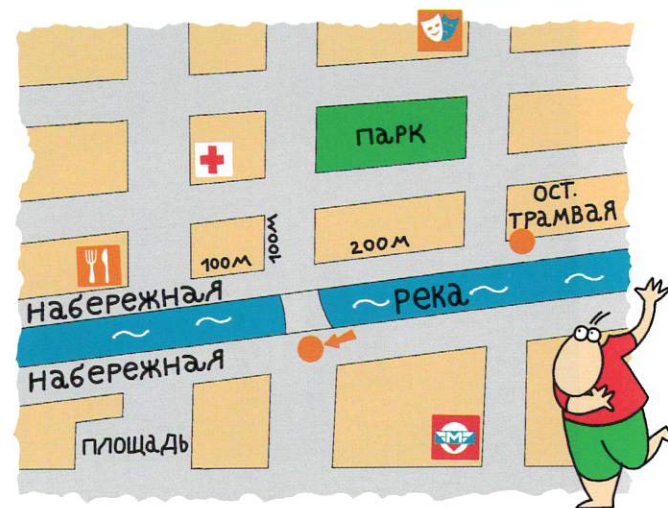 ПАРК
ОСТ.
ТРАМВАЯ
100М
100М
200М
НАБЕРЕЖНАЯ
РЕКА
НАБЕРЕЖНАЯ
ПЛОЩАДЬ
М